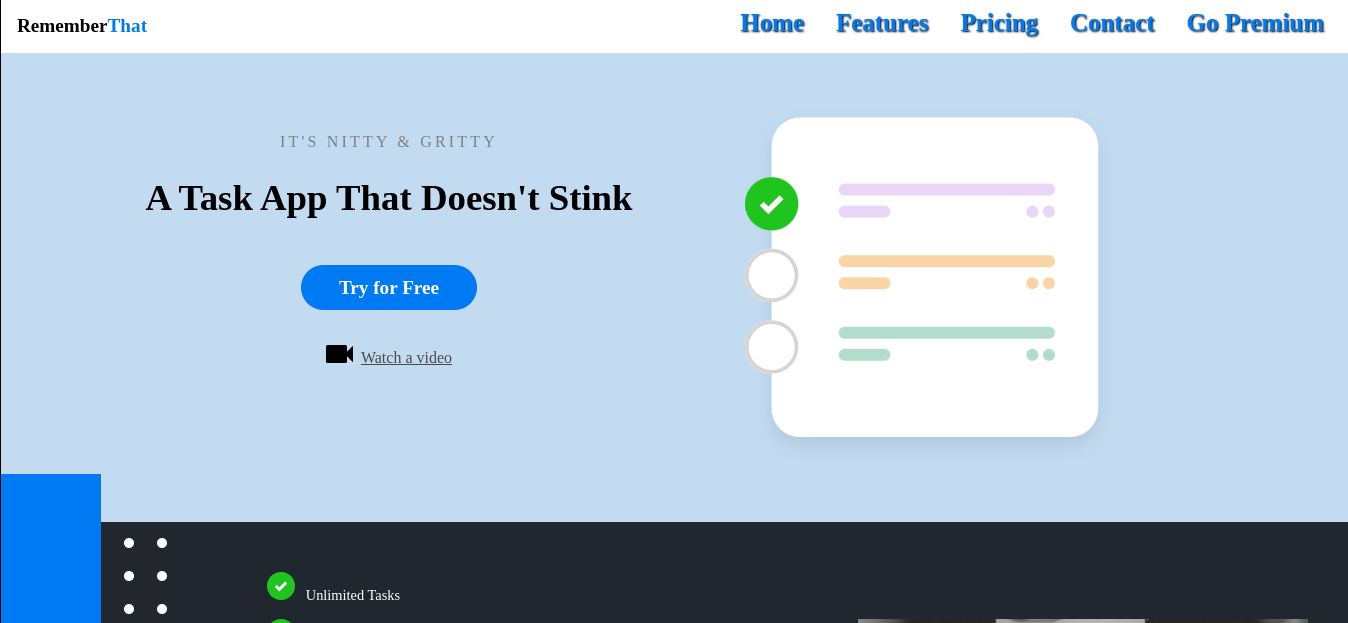 RememberThat
Home Features Pricing Contact Go Premium
IT'S NITTY & GRITTY
A Task App That Doesn't Stink
Try for Free
Watch a video
Unlimited Tasks